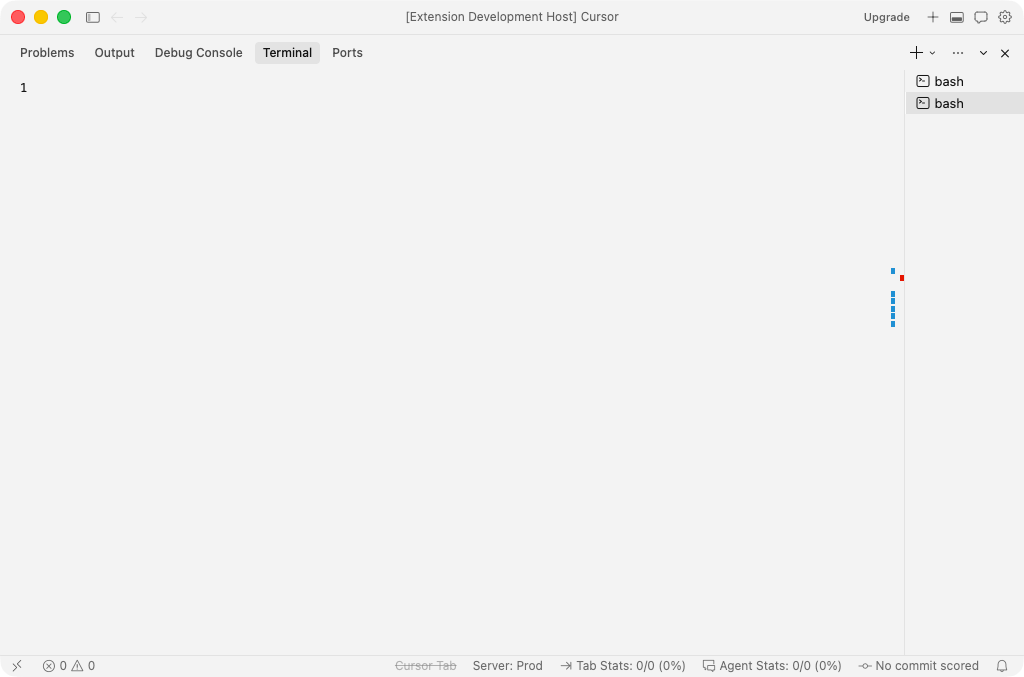 [Extension Development Host] Cursor
Upgrade
Problems Output Debug Console Terminal Ports
1
bash
bash
0 0 Cursor Tab Server: Prod Tab Stats: 0/0 (0%) Agent Stats: 0/0 (0%) No commit scored